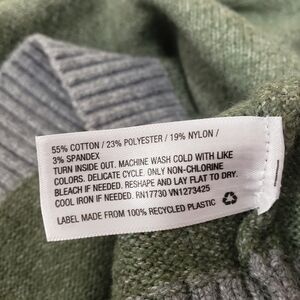 55% COTTON / 23% POLYESTER / 19% NYLON /
3% SPANDEX
TURN INSIDE OUT. MACHINE WASH COLD WITH LIKE
COLORS. DELICATE CYCLE. ONLY NON-CHLORINE
BLEACH IF NEEDED. RESHAPE AND LAY FLAT TO DRY.
COOL IRON IF NEEDED. RN17730 VN1273425
LABEL MADE FROM 100% RECYCLED PLASTIC